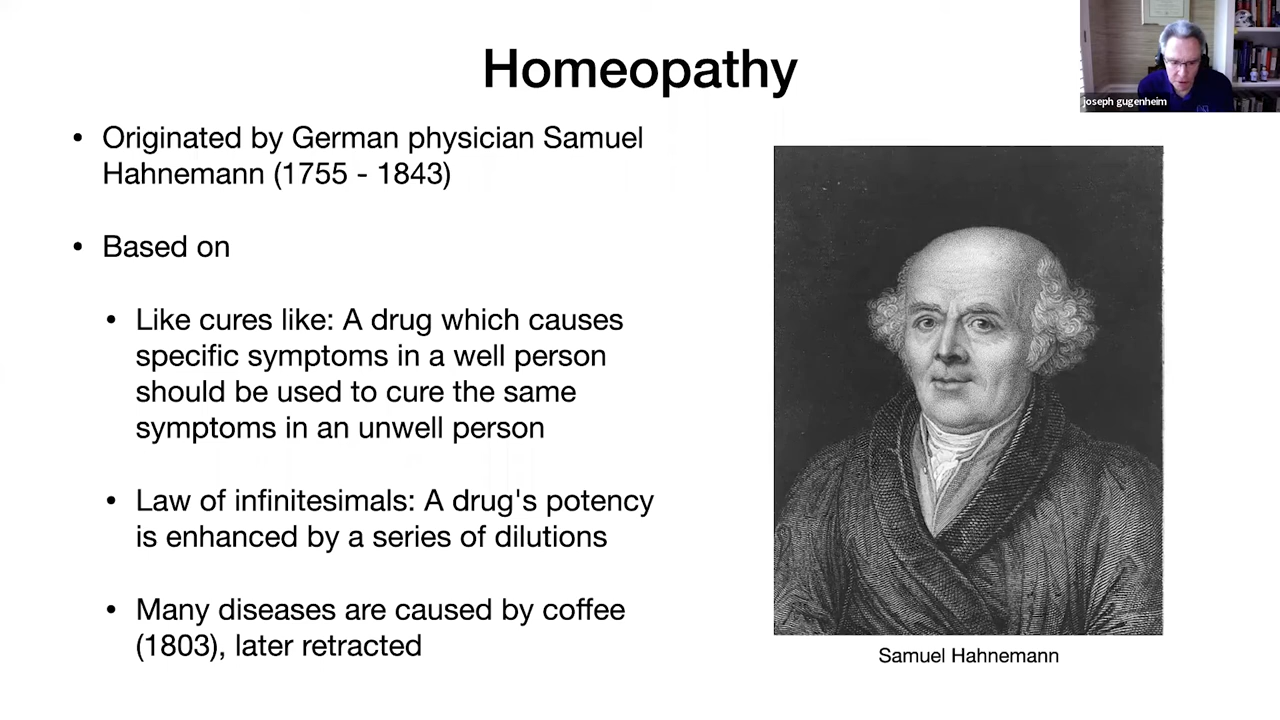 Homeopathy
joseph gugenheim
• Originated by German physician Samuel
Hahnemann (1755 - 1843)
• Based on
• Like cures like: A drug which causes
specific symptoms in a well person
should be used to cure the same
symptoms in an unwell person
• Law of infinitesimals: A drug's potency
is enhanced by a series of dilutions
• Many diseases are caused by coffee
(1803), later retracted
Samuel Hahnemann